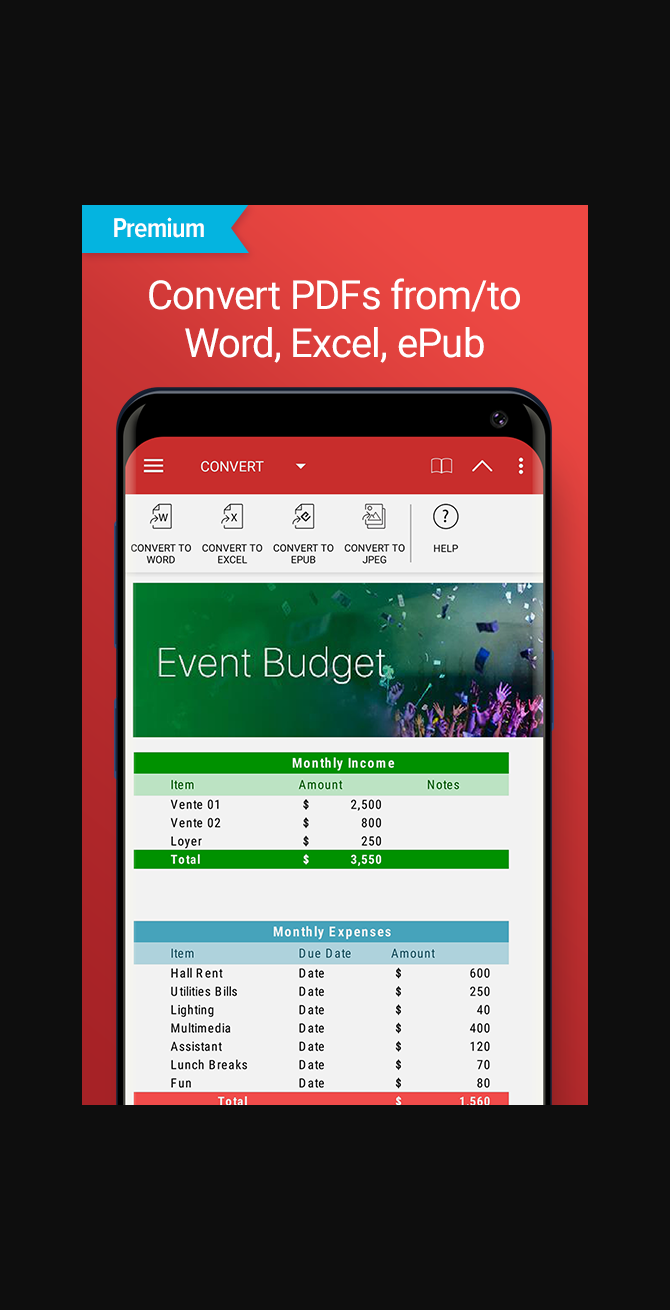 Premium
Convert PDFs from/to
Word, Excel, ePub
CONVERT
W X e ?
CONVERT TO CONVERT TO CONVERT TO CONVERT TO HELP
WORD EXCEL EPUB JPEG
Event Budget
Monthly Income
Item Amount Notes
Vente 01 $ 2,500
Vente 02 $ 800
Loyer $ 250
Total $ 3,550
Monthly Expenses
Item Due Date Amount
Hall Rent Date $ 600
Utilities Bills Date $ 250
Lighting Date $ 40
Multimedia Date $ 400
Assistant Date $ 120
Lunch Breaks Date $ 70
Fun Date $ 80
Total $ 1,560